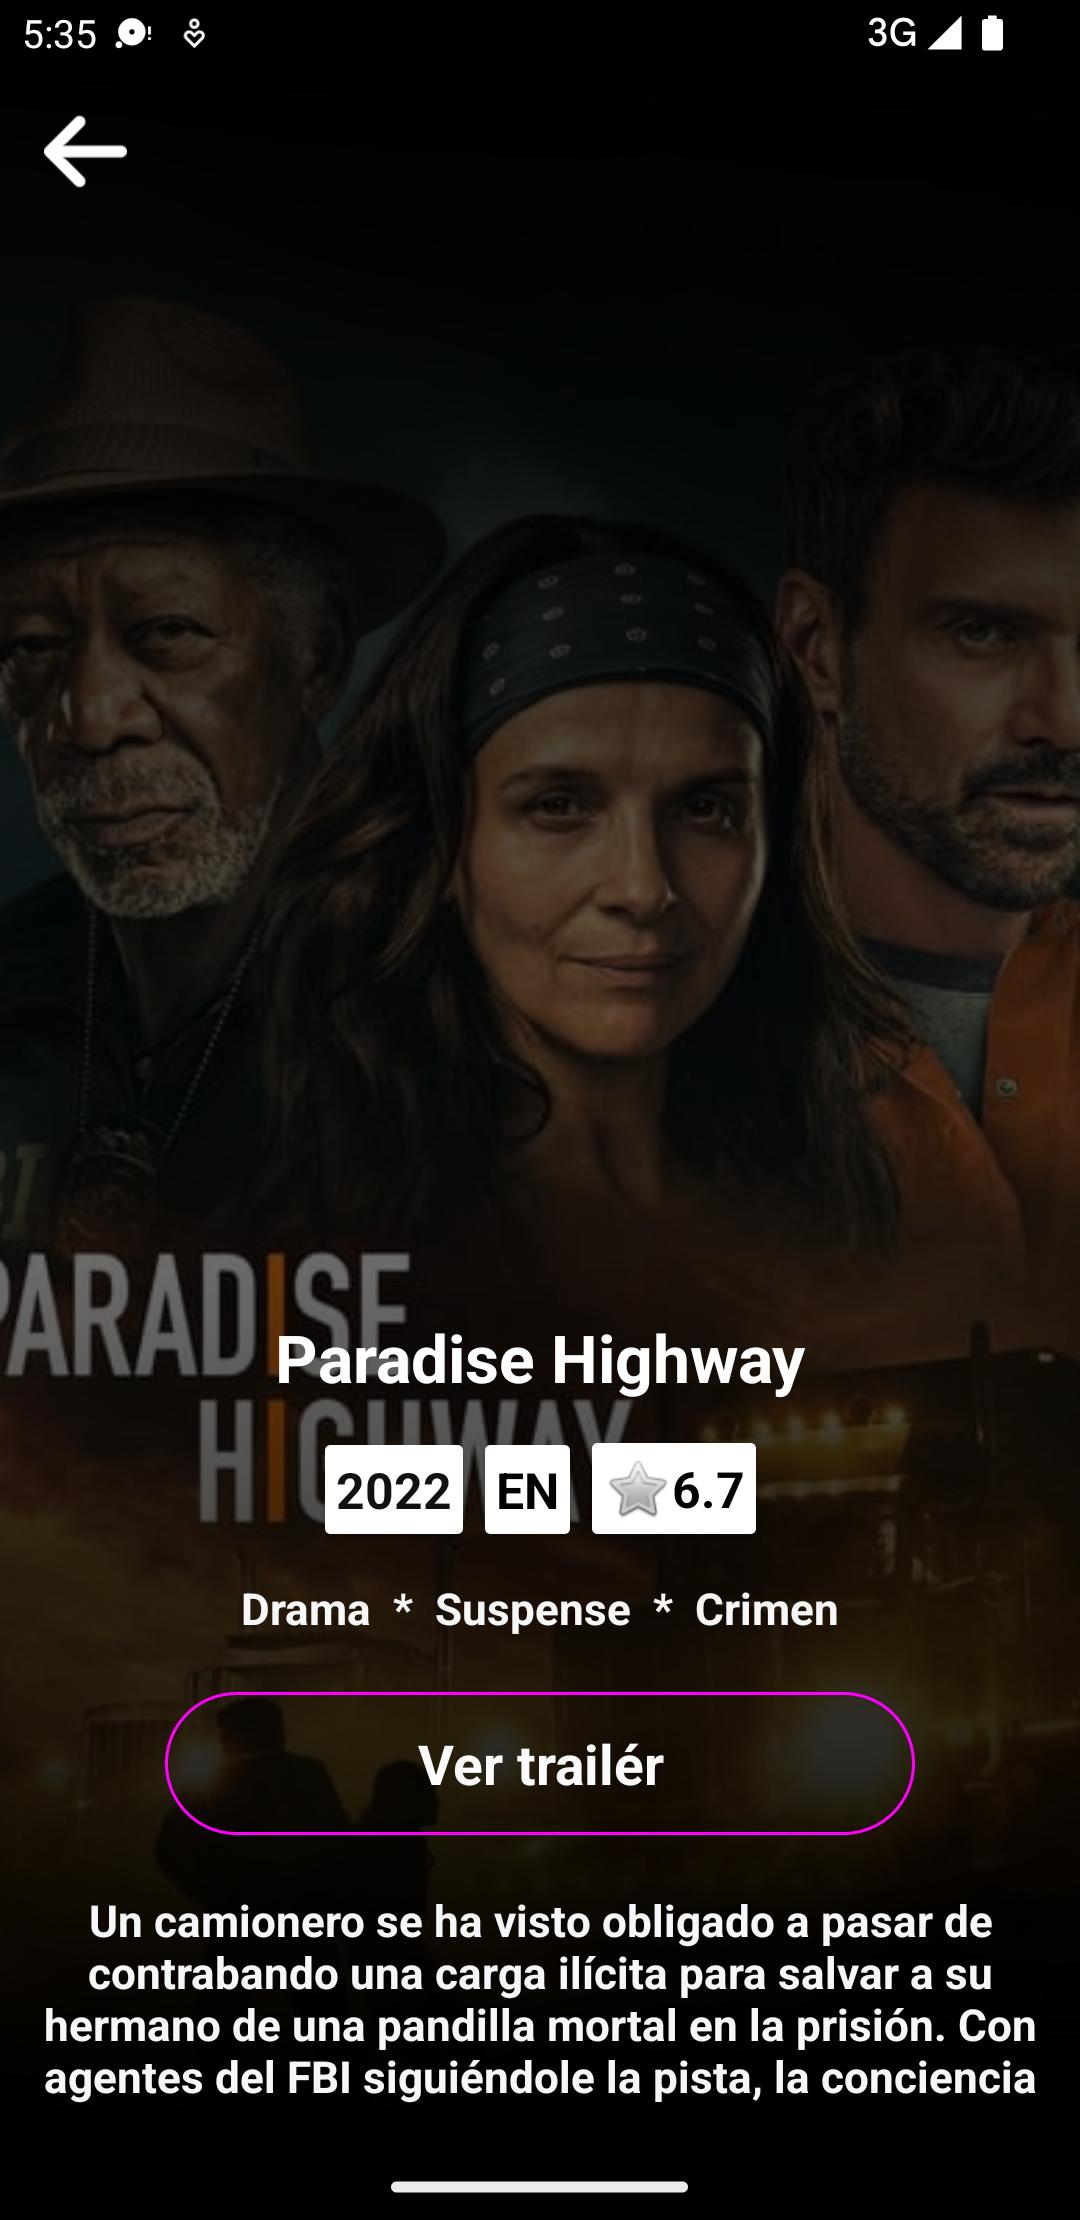 5:35
3G
PARADISE
Paradise Highway
HIGHWAY
2022 EN 6.7
Drama * Suspense * Crimen
Ver trailér
Un camionero se ha visto obligado a pasar de
contrabando una carga ilícita para salvar a su
hermano de una pandilla mortal en la prisión. Con
agentes del FBI siguiéndole la pista, la conciencia